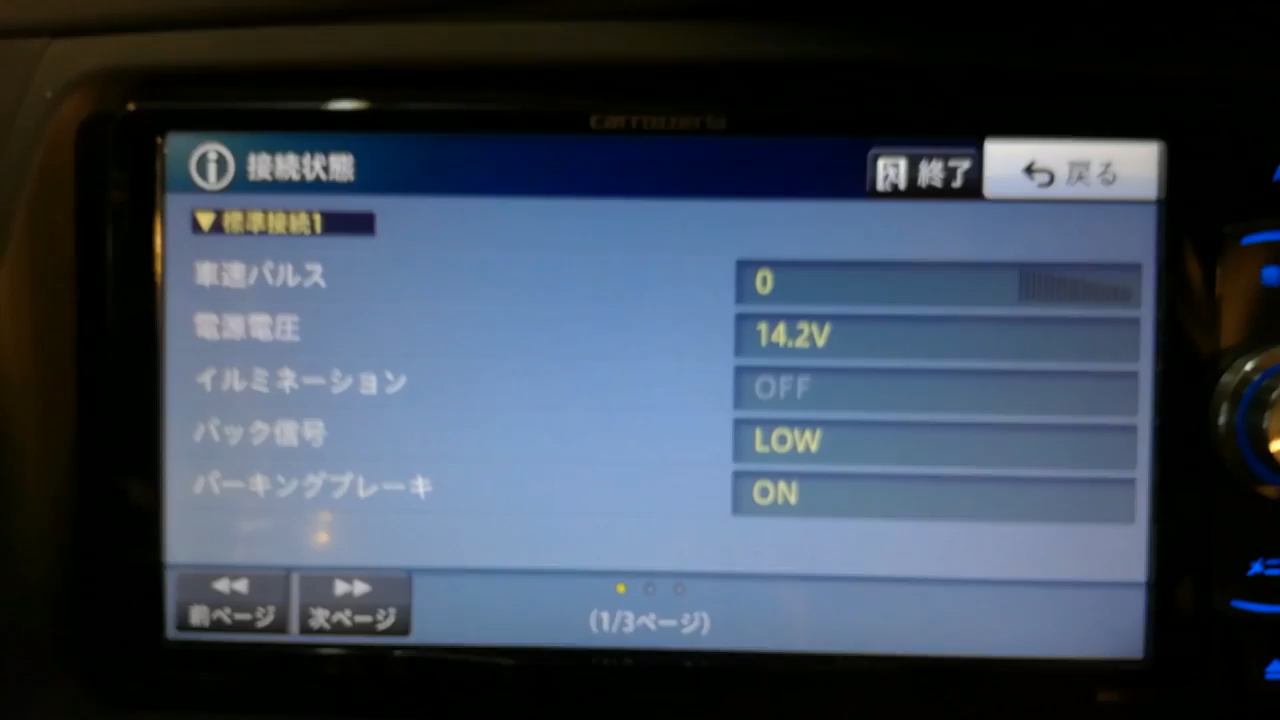 carrozzeria
接続状態
終了
戻る
▼標準接続1
車速パルス
0
電源電圧
14.2V
イルミネーション
OFF
バック信号
LOW
パーキングブレーキ
ON
前ページ
次ページ
(1/3ページ)